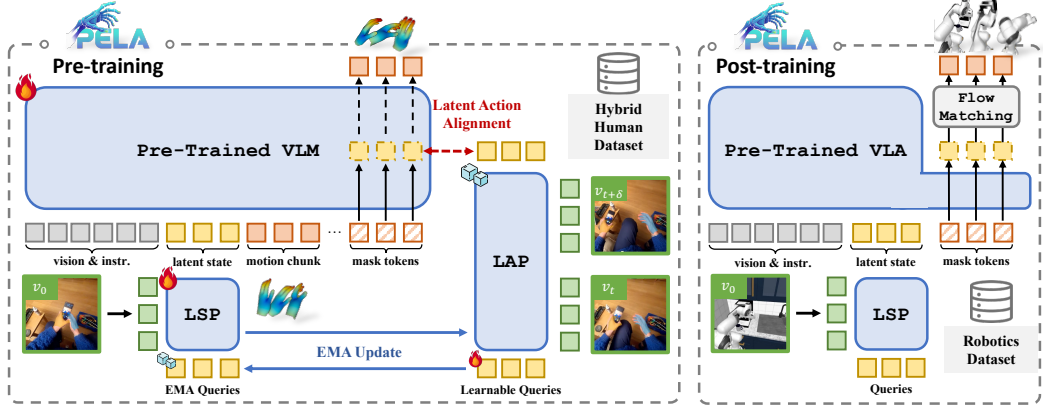 PELA
Pre-training
Latent Action
Alignment
Hybrid
Human
Dataset
Pre-Trained VLM
v_{t+δ}
LAP
vision & instr.
latent state
motion chunk
...
mask tokens
v_0
LSP
v_t
EMA Update
EMA Queries
Learnable Queries
PELA
Post-training
Flow
Matching
Pre-Trained VLA
vision & instr.
latent state
mask tokens
v_0
LSP
Robotics
Dataset
Queries